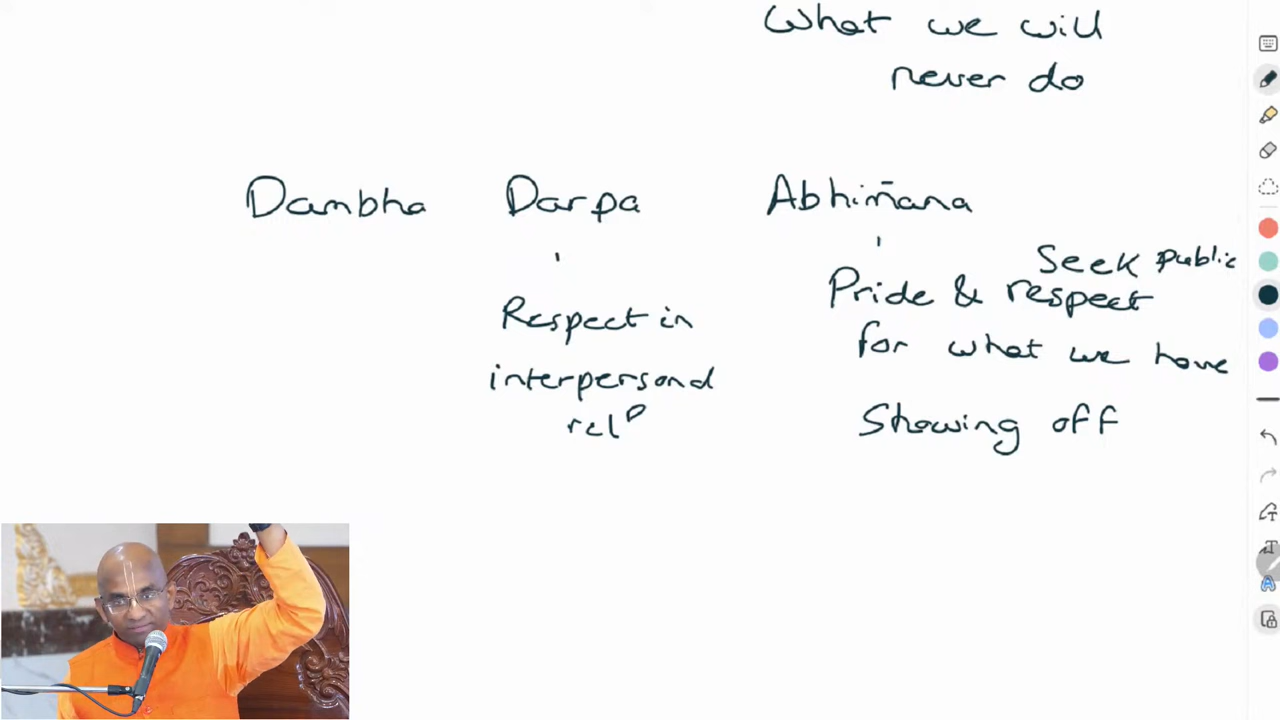 What we will
never do
Dambha Darpa Abhimāna
Seek public
Respect in Pride & respect
interpersonal for what we have
relⁿ Showing off